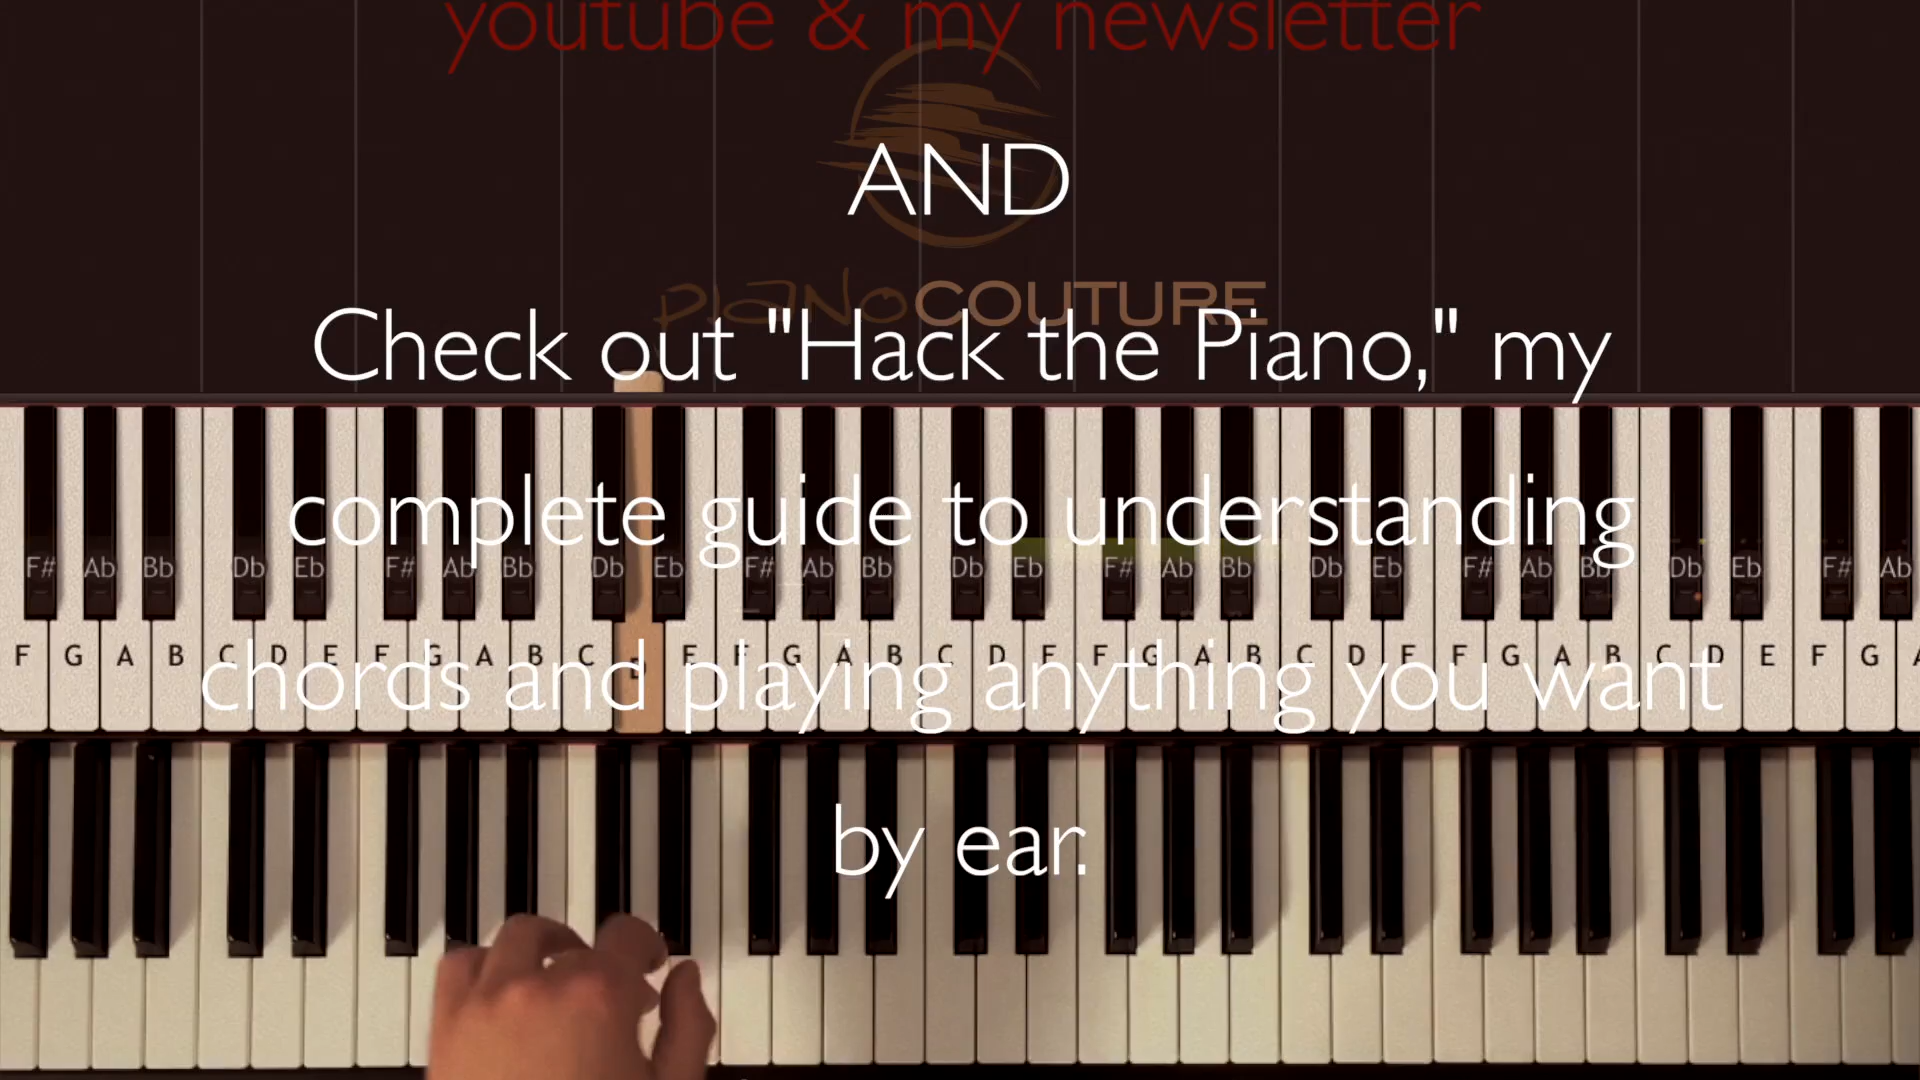 youtube & my newsletter
AND
pianoCOUTURE
Check out "Hack the Piano," my
complete guide to understanding
F# Ab Bb Db Eb F# Ab Bb Db Eb F# Ab Bb Db Eb F# Ab Bb Db Eb F# Ab Bb Db Eb F# Ab
F G A B C D E F G A B C D E F G A B C D E F G A B C D E F G A B C D E F G A
chords and playing anything you want
by ear.